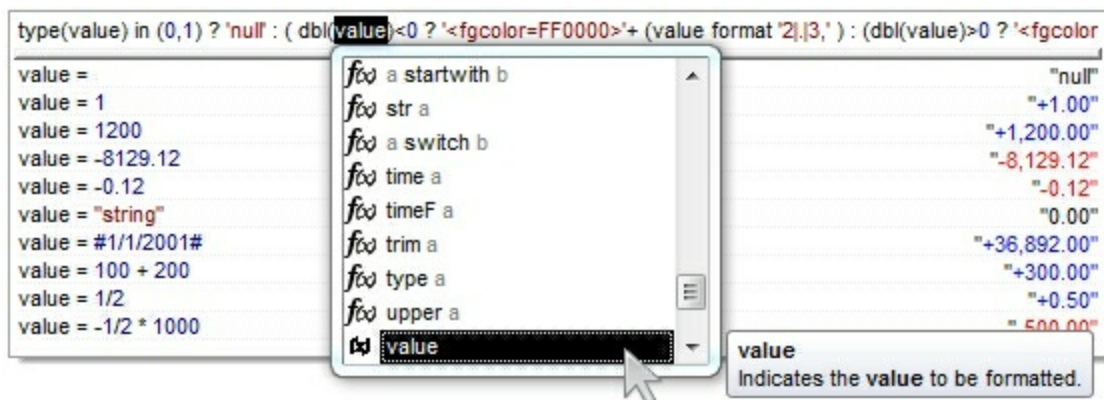 type(value) in (0,1) ? 'null' : ( dbl(value)<0 ? '<fgcolor=FF0000>'+ (value format '2|.|3,' ) : (dbl(value)>0 ? '<fgcolor
value = "null"
value = 1 "+1.00"
value = 1200 "+1,200.00"
value = -8129.12 "-8,129.12"
value = -0.12 "-0.12"
value = "string" "0.00"
value = #1/1/2001# "+36,892.00"
value = 100 + 200 "+300.00"
value = 1/2 "+0.50"
value = -1/2 * 1000 "-500.00"
f(x) a startwith b
f(x) str a
f(x) a switch b
f(x) time a
f(x) timeF a
f(x) trim a
f(x) type a
f(x) upper a
(x) value
value
Indicates the value to be formatted.